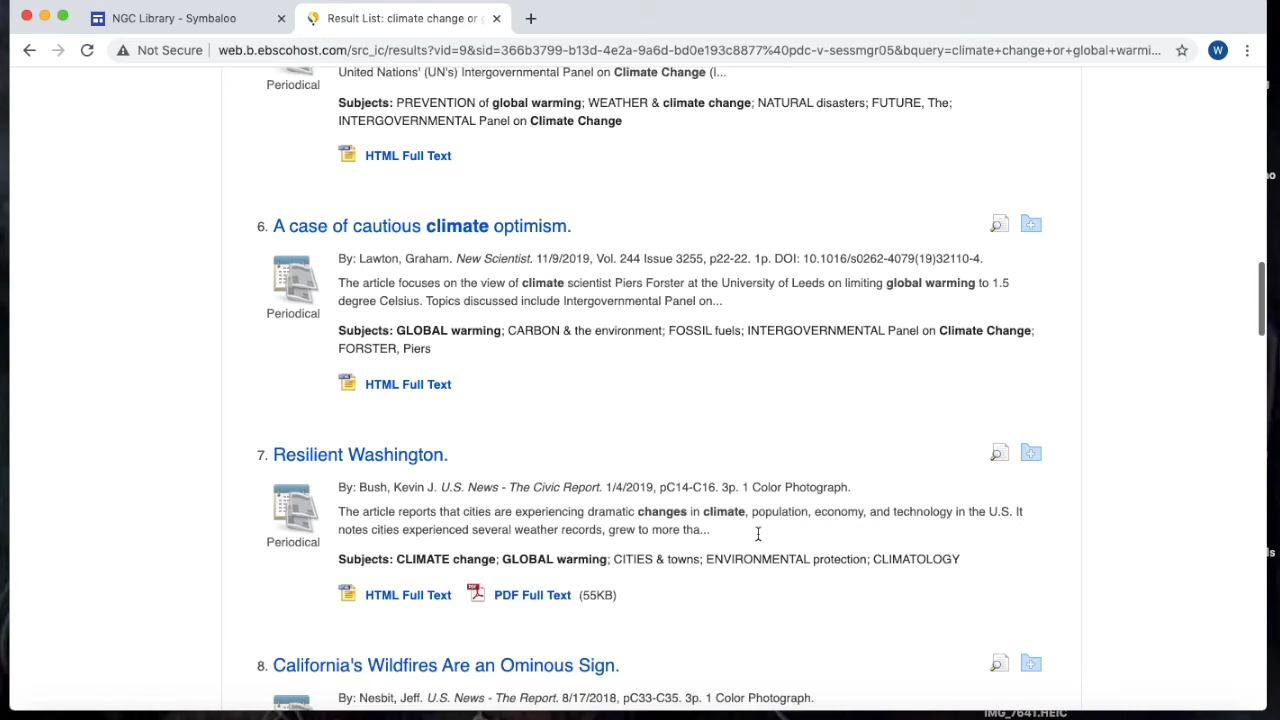 NGC Library - Symbaloo
Result List: climate change or g
Not Secure
web.b.ebscohost.com/src_ic/results?vid=9&sid=366b3799-b13d-4e2a-9a6d-bd0e193c8877%40pdc-v-sessmgr05&bquery=climate+change+or+global+warmi...
W
Periodical
United Nations' (UN's) Intergovernmental Panel on Climate Change (I...
Subjects: PREVENTION of global warming; WEATHER & climate change; NATURAL disasters; FUTURE, The;
INTERGOVERNMENTAL Panel on Climate Change
HTML Full Text
6. A case of cautious climate optimism.
By: Lawton, Graham. New Scientist. 11/9/2019, Vol. 244 Issue 3255, p22-22. 1p. DOI: 10.1016/s0262-4079(19)32110-4.
Periodical
The article focuses on the view of climate scientist Piers Forster at the University of Leeds on limiting global warming to 1.5
degree Celsius. Topics discussed include Intergovernmental Panel on...
Subjects: GLOBAL warming; CARBON & the environment; FOSSIL fuels; INTERGOVERNMENTAL Panel on Climate Change;
FORSTER, Piers
HTML Full Text
7. Resilient Washington.
By: Bush, Kevin J. U.S. News - The Civic Report. 1/4/2019, pC14-C16. 3p. 1 Color Photograph.
Periodical
The article reports that cities are experiencing dramatic changes in climate, population, economy, and technology in the U.S. It
notes cities experienced several weather records, grew to more tha...
Subjects: CLIMATE change; GLOBAL warming; CITIES & towns; ENVIRONMENTAL protection; CLIMATOLOGY
HTML Full Text PDF Full Text (55KB)
8. California's Wildfires Are an Ominous Sign.
By: Nesbit, Jeff. U.S. News - The Report. 8/17/2018, pC33-C35. 3p. 1 Color Photograph.
IMG_7641.HEIC